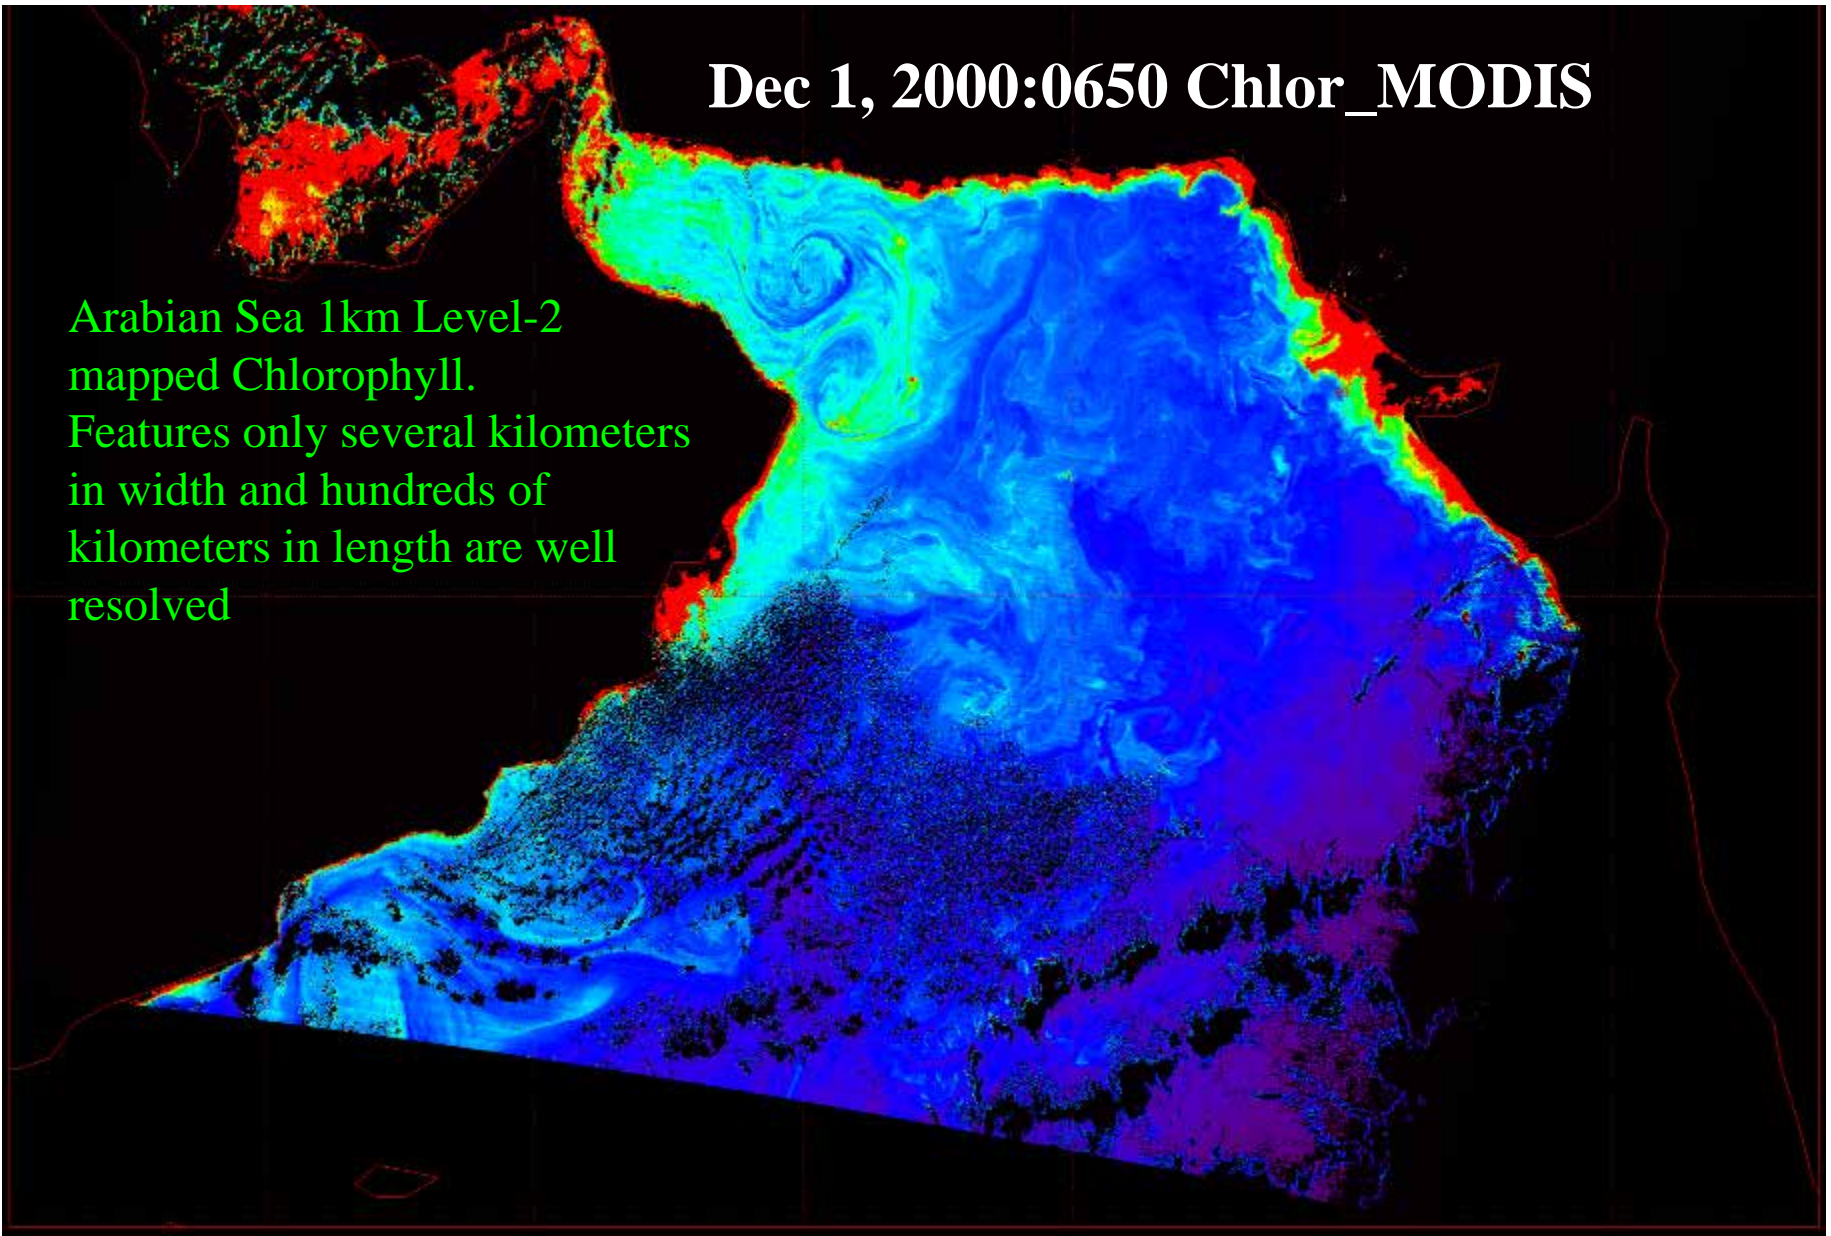 Dec 1, 2000:0650 Chlor_MODIS
Arabian Sea 1km Level-2
mapped Chlorophyll.
Features only several kilometers
in width and hundreds of
kilometers in length are well
resolved